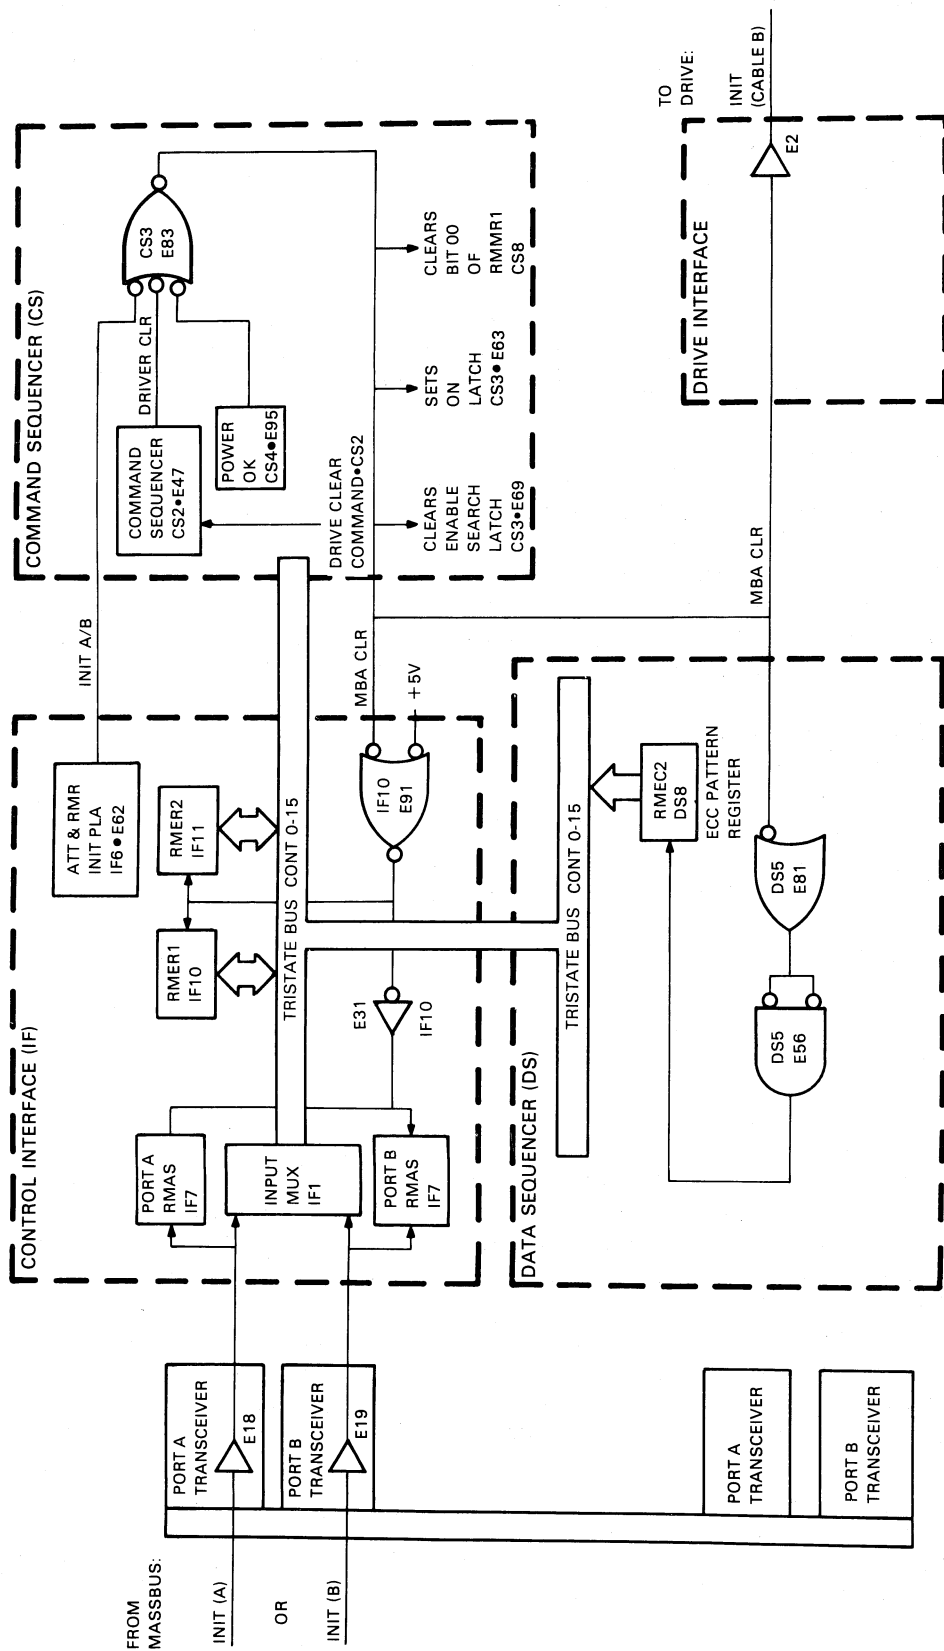 FROM
MASSBUS:
INIT (A)
OR
INIT (B)
PORT A
TRANSCEIVER
E18
PORT B
TRANSCEIVER
E19
PORT A
TRANSCEIVER
PORT B
TRANSCEIVER
CONTROL INTERFACE (IF)
PORT A
RMAS
IF7
INPUT
MUX
IF1
PORT B
RMAS
IF7
ATT & RMR
INIT PLA
IF6•E62
RMER1
IF10
RMER2
IF11
TRISTATE BUS CONT 0-15
E31
IF10
IF10
E91
+5V
MBA CLR
INIT A/B
COMMAND SEQUENCER (CS)
COMMAND
SEQUENCER
CS2•E47
DRIVER CLR
POWER
OK
CS4•E95
CS3
E83
DRIVE CLEAR
COMMAND•CS2
CLEARS
ENABLE
SEARCH
LATCH
CS3•E69
SETS
ON
LATCH
CS3•E63
CLEARS
BIT 00
OF
RMMR1
CS8
DATA SEQUENCER (DS)
TRISTATE BUS CONT 0-15
RMEC2
DS8
ECC PATTERN
REGISTER
DS5
E56
DS5
E81
MBA CLR
DRIVE INTERFACE
E2
TO
DRIVE:
INIT
(CABLE B)